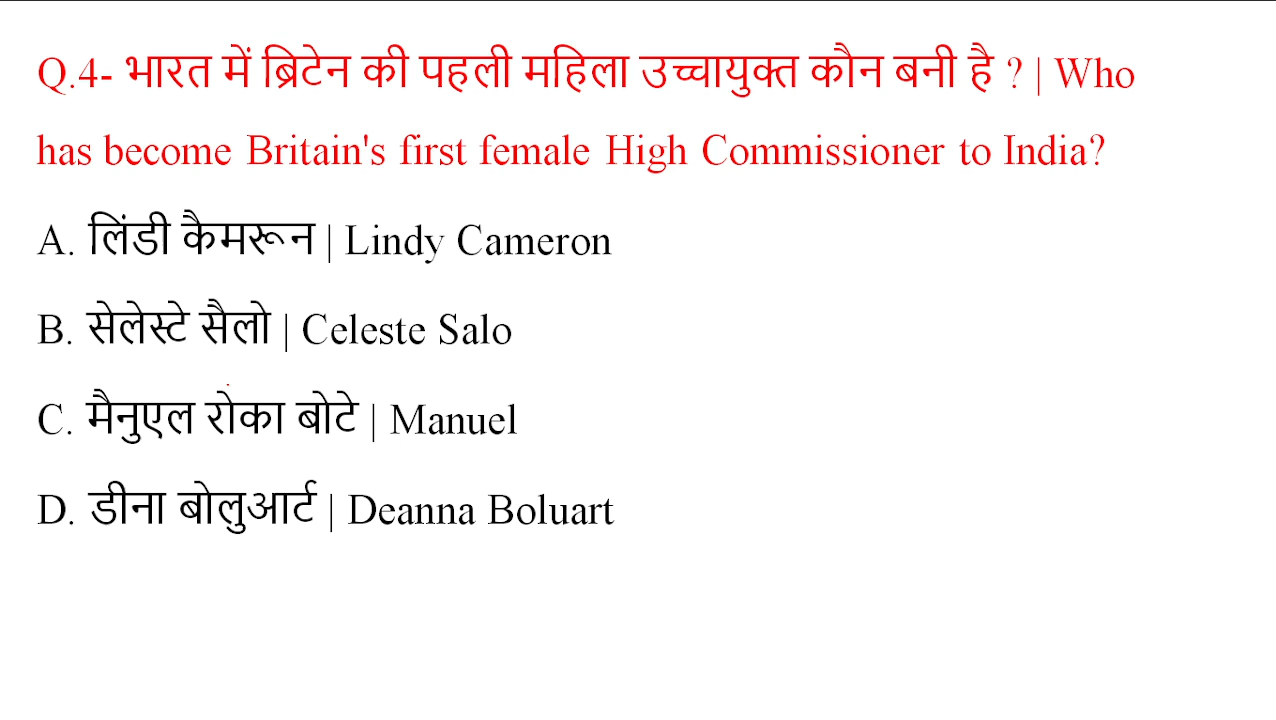 Q.4- भारत में ब्रिटेन की पहली महिला उच्चायुक्त कौन बनी है ? | Who
has become Britain's first female High Commissioner to India?
A. लिंडी कैमरून | Lindy Cameron
B. सेलेस्टे सैलो | Celeste Salo
C. मैनुएल रोका बोटे | Manuel
D. डीना बोलुआर्ट | Deanna Boluart